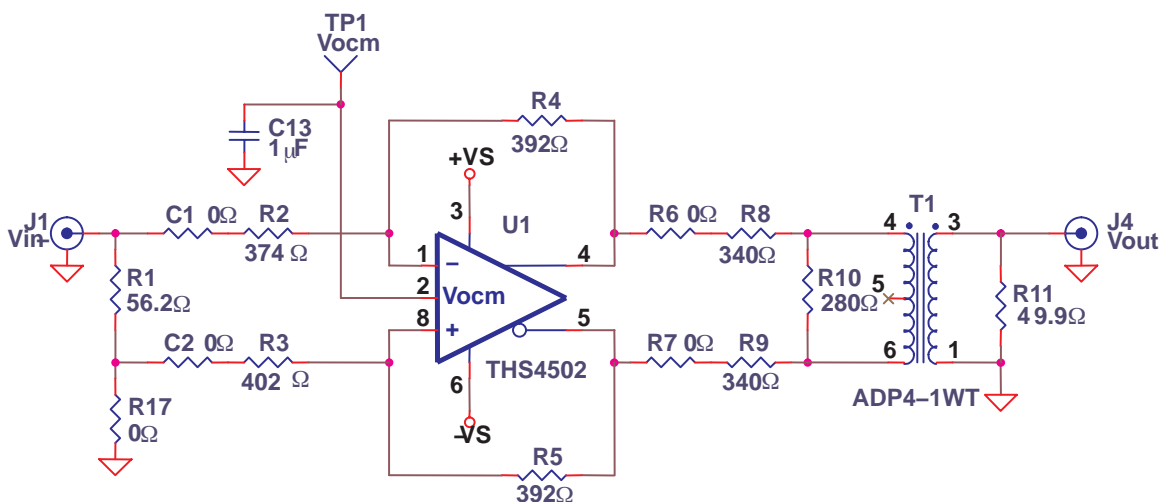 TP1
Vocm
C13
1 μF
R4
392Ω
+VS
3
U1
J1
Vin-
C1 0Ω
R2
374 Ω
R6 0Ω
R8
340Ω
4
T1
3
J4
Vout
1
4
R1
56.2Ω
2
Vocm
5
R10
280Ω
R11
49.9Ω
8
5
C2 0Ω
R3
402 Ω
THS4502
R7 0Ω
R9
340Ω
6
1
ADP4–1WT
6
R17
0Ω
-VS
R5
392Ω